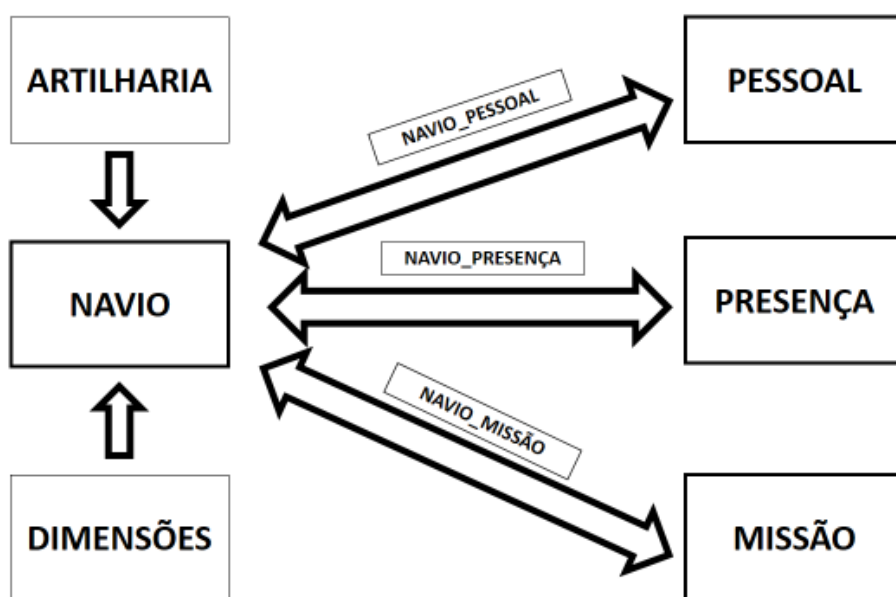 ARTILHARIA
PESSOAL
NAVIO_PESSOAL
NAVIO
NAVIO_PRESENÇA
PRESENÇA
NAVIO_MISSÃO
DIMENSÕES
MISSÃO